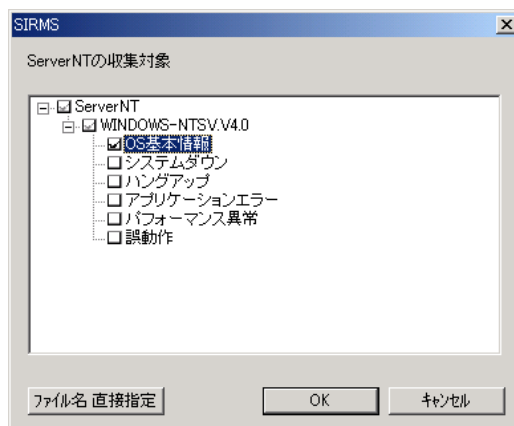 SIRMS
ServerNTの収集対象
ServerNT
WINDOWS-NTSV.V4.0
OS基本情報
システムダウン
ハングアップ
アプリケーションエラー
パフォーマンス異常
誤動作
ファイル名 直接指定
OK
キャンセル